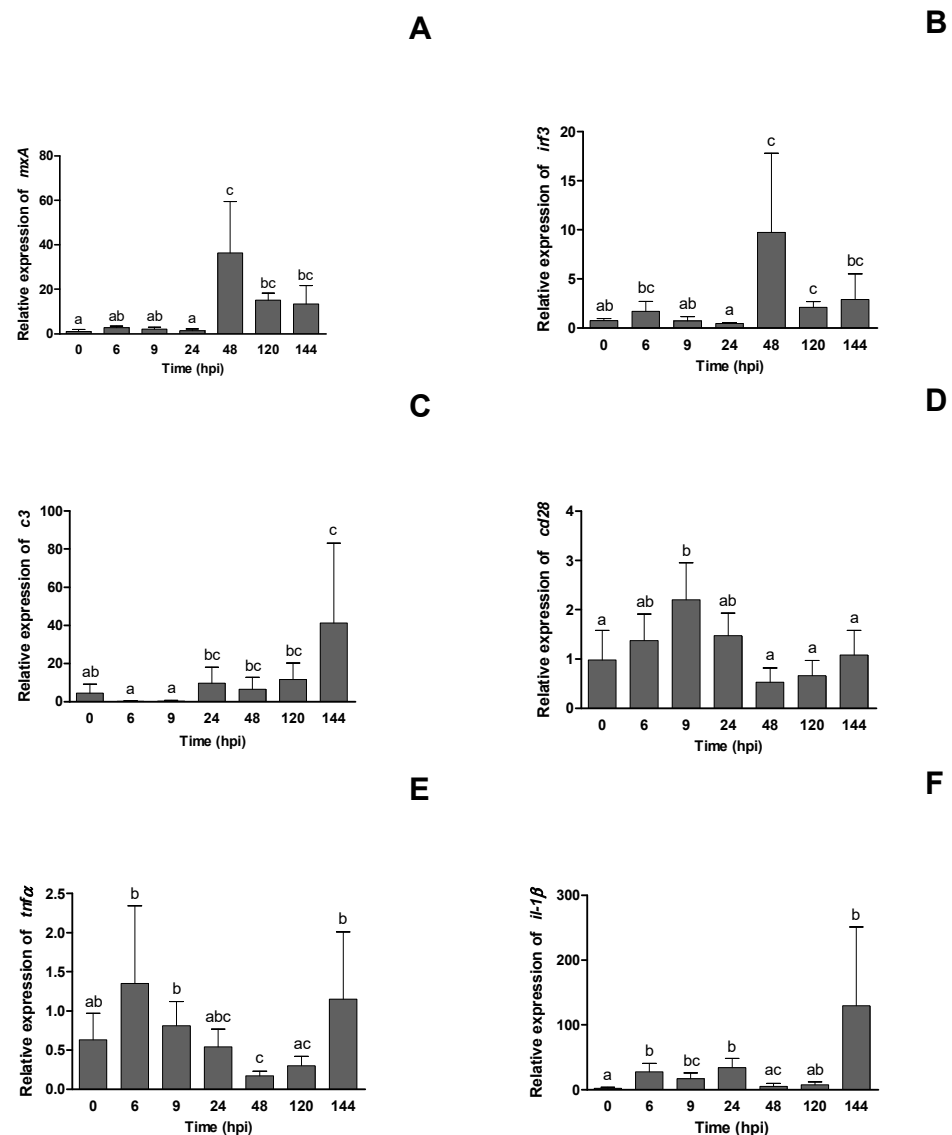 A
Relative expression of mxA
80
60
40
20
0
a
ab
ab
a
c
bc
bc
0 6 9 24 48 120 144
Time (hpi)
B
Relative expression of irf3
20
15
10
5
0
ab
bc
ab
a
c
c
bc
0 6 9 24 48 120 144
Time (hpi)
C
Relative expression of c3
100
80
60
40
20
0
ab
a
a
bc
bc
bc
c
0 6 9 24 48 120 144
Time (hpi)
D
Relative expression of cd28
4
3
2
1
0
a
ab
b
ab
a
a
a
0 6 9 24 48 120 144
Time (hpi)
E
Relative expression of tnfα
2.5
2.0
1.5
1.0
0.5
0.0
ab
b
b
abc
c
ac
b
0 6 9 24 48 120 144
Time (hpi)
F
Relative expression of il-1β
300
200
100
0
a
b
bc
b
ac
ab
b
0 6 9 24 48 120 144
Time (hpi)